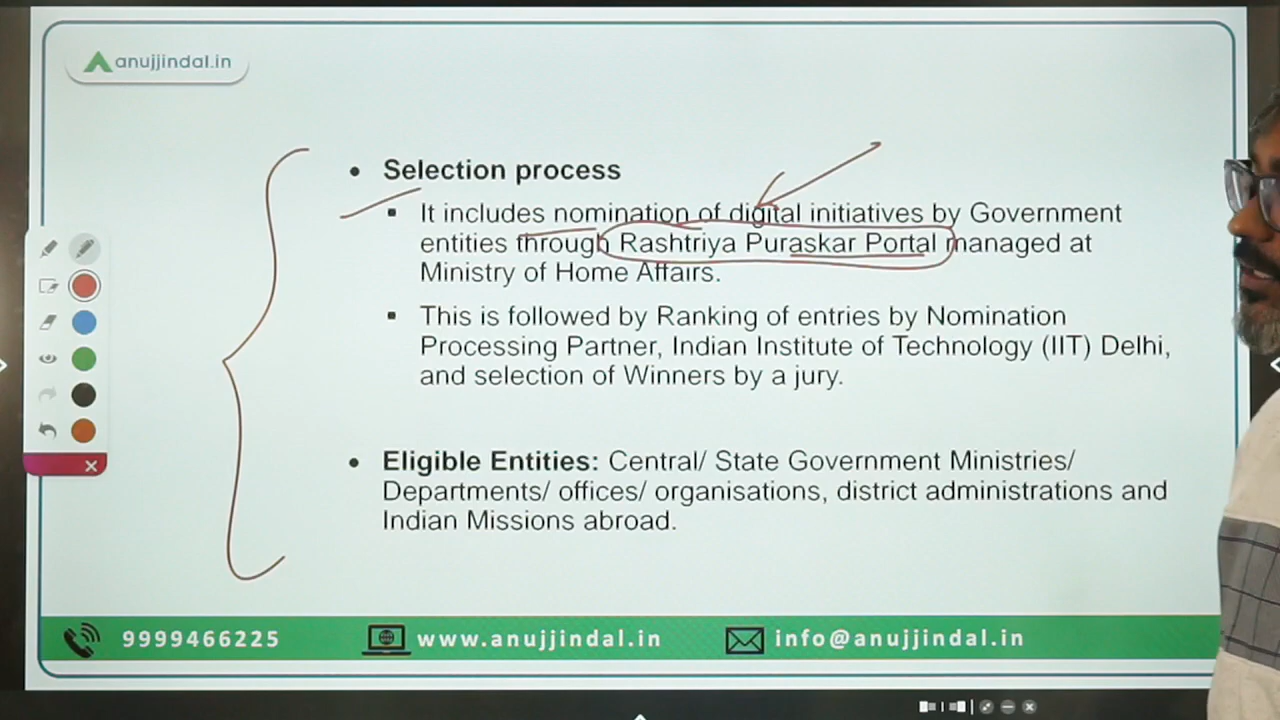 anujjindal.in
• Selection process
▪ It includes nomination of digital initiatives by Government
entities through Rashtriya Puraskar Portal managed at
Ministry of Home Affairs.
▪ This is followed by Ranking of entries by Nomination
Processing Partner, Indian Institute of Technology (IIT) Delhi,
and selection of Winners by a jury.
• Eligible Entities: Central/ State Government Ministries/
Departments/ offices/ organisations, district administrations and
Indian Missions abroad.
9999466225 www.anujjindal.in info@anujjindal.in